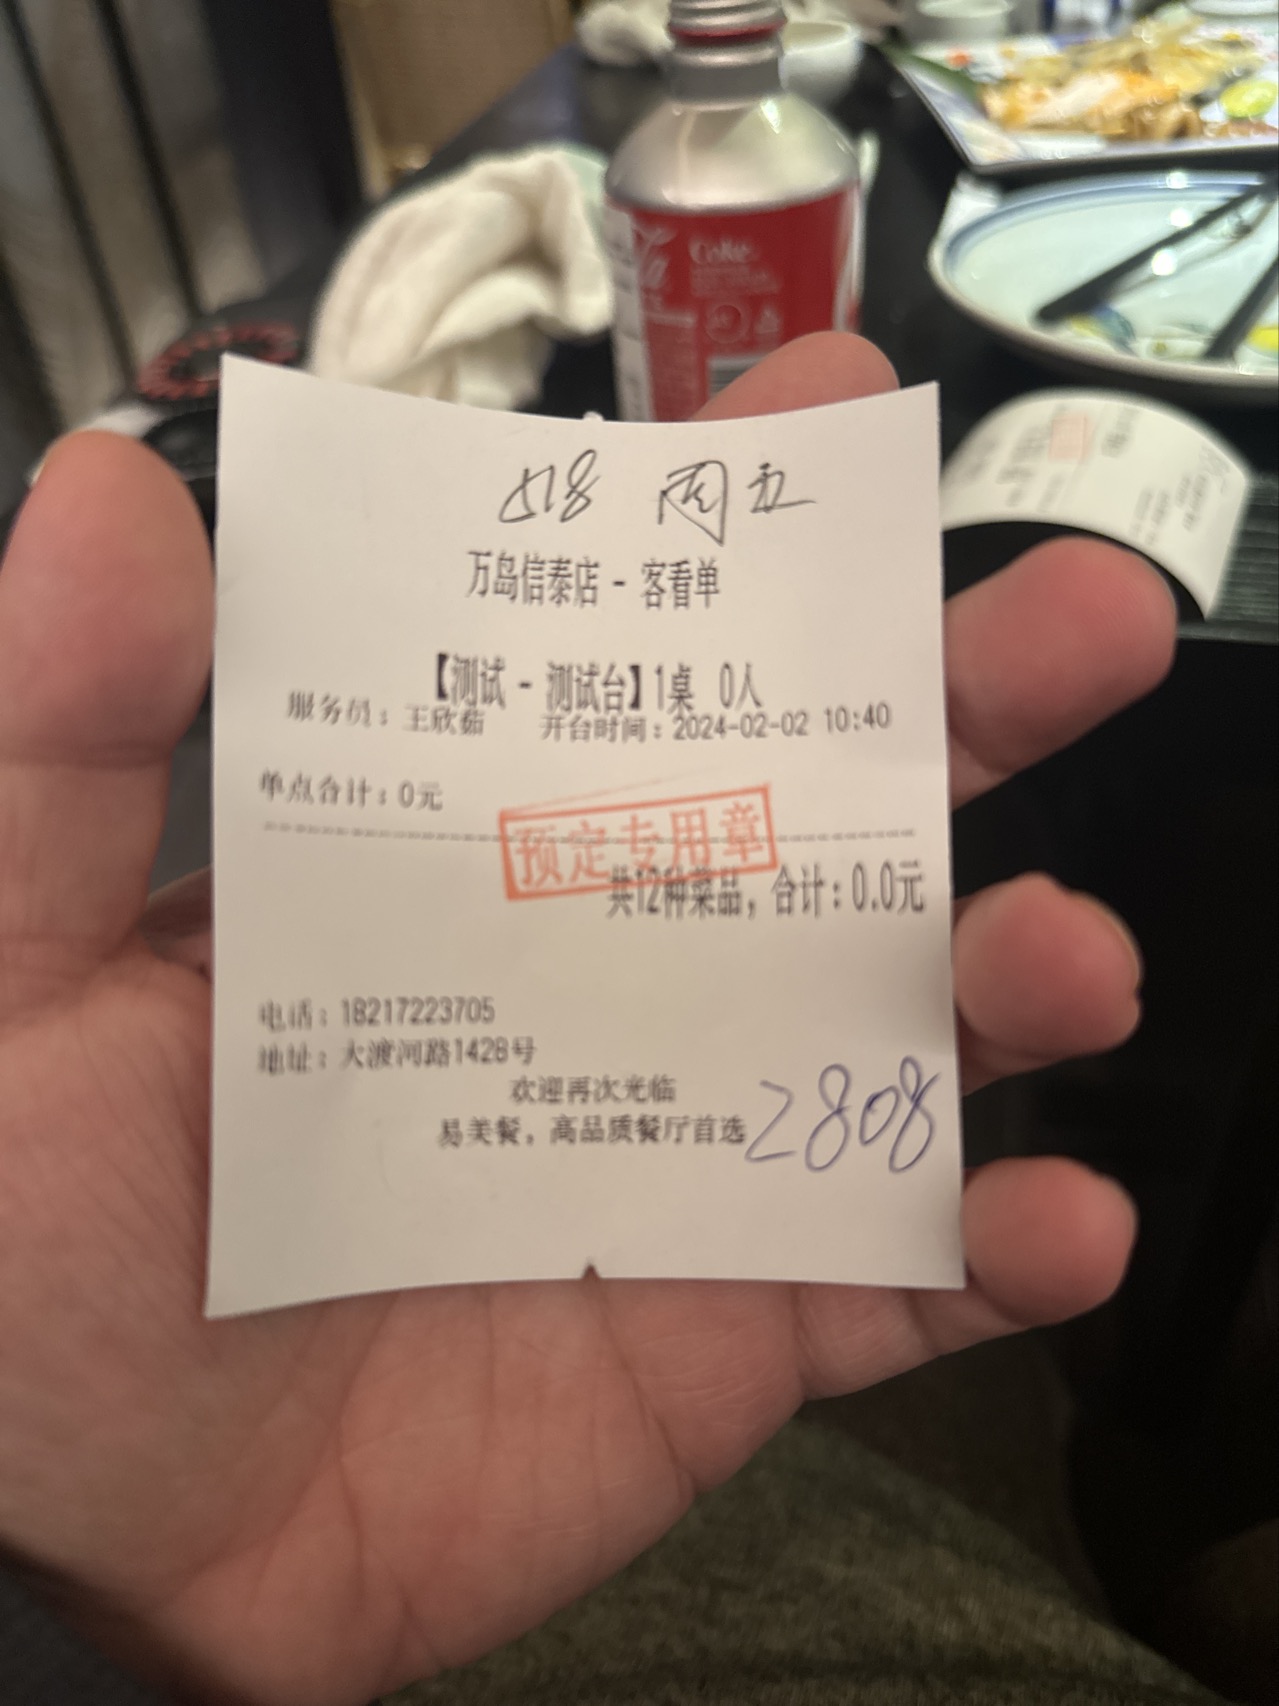 Coke
518 周五
万岛信泰店 - 客看单
【测试 - 测试台】1桌 0人
服务员：王欣茹 开台时间：2024-02-02 10:40
单点合计：0元
预定专用章
共12种菜品，合计：0.0元
电话：18217223705
地址：大渡河路1428号
欢迎再次光临
易美餐，高品质餐厅首选
2808